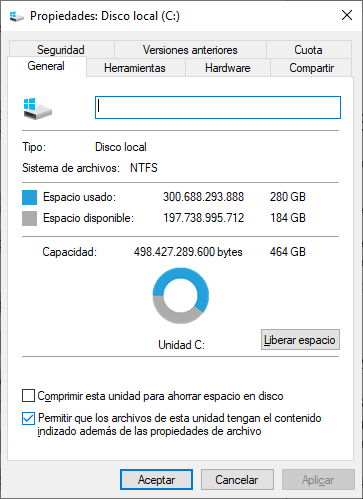 Propiedades: Disco local (C:)
Seguridad Versiones anteriores Cuota
General Herramientas Hardware Compartir
Tipo: Disco local
Sistema de archivos: NTFS
Espacio usado: 300.688.293.888 280 GB
Espacio disponible: 197.738.995.712 184 GB
Capacidad: 498.427.289.600 bytes 464 GB
Unidad C: Liberar espacio
Comprimir esta unidad para ahorrar espacio en disco
Permitir que los archivos de esta unidad tengan el contenido
indizado además de las propiedades de archivo
Aceptar Cancelar Aplicar